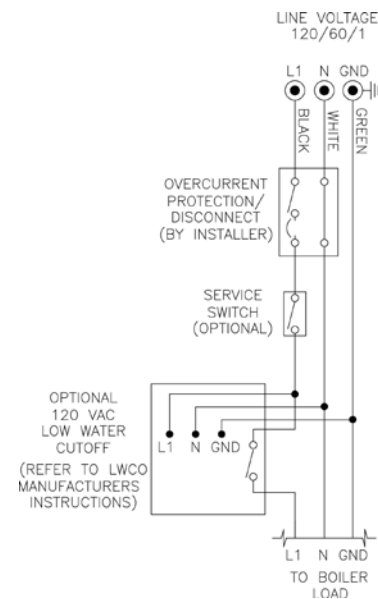 LINE VOLTAGE
120/60/1
L1 N GND
BLACK
WHITE
GREEN
OVERCURRENT
PROTECTION/
DISCONNECT
(BY INSTALLER)
SERVICE
SWITCH
(OPTIONAL)
OPTIONAL
120 VAC
LOW WATER
CUTOFF
(REFER TO LWCO
MANUFACTURERS
INSTRUCTIONS)
L1 N GND
L1 N GND
TO BOILER
LOAD